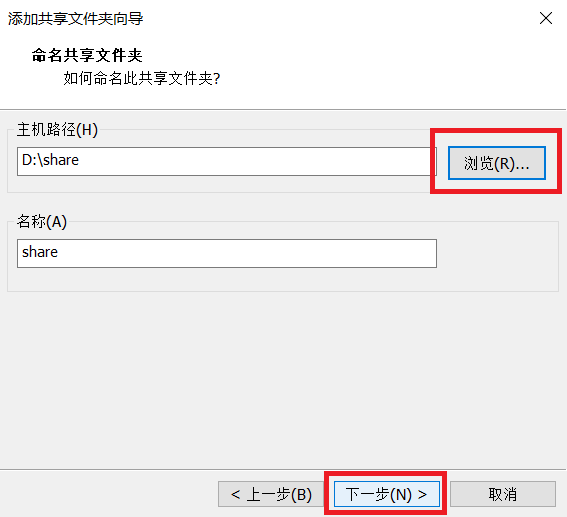 添加共享文件夹向导
命名共享文件夹
如何命名此共享文件夹?
主机路径(H)
D:\share
浏览(R)...
名称(A)
share
< 上一步(B)
下一步(N) >
取消